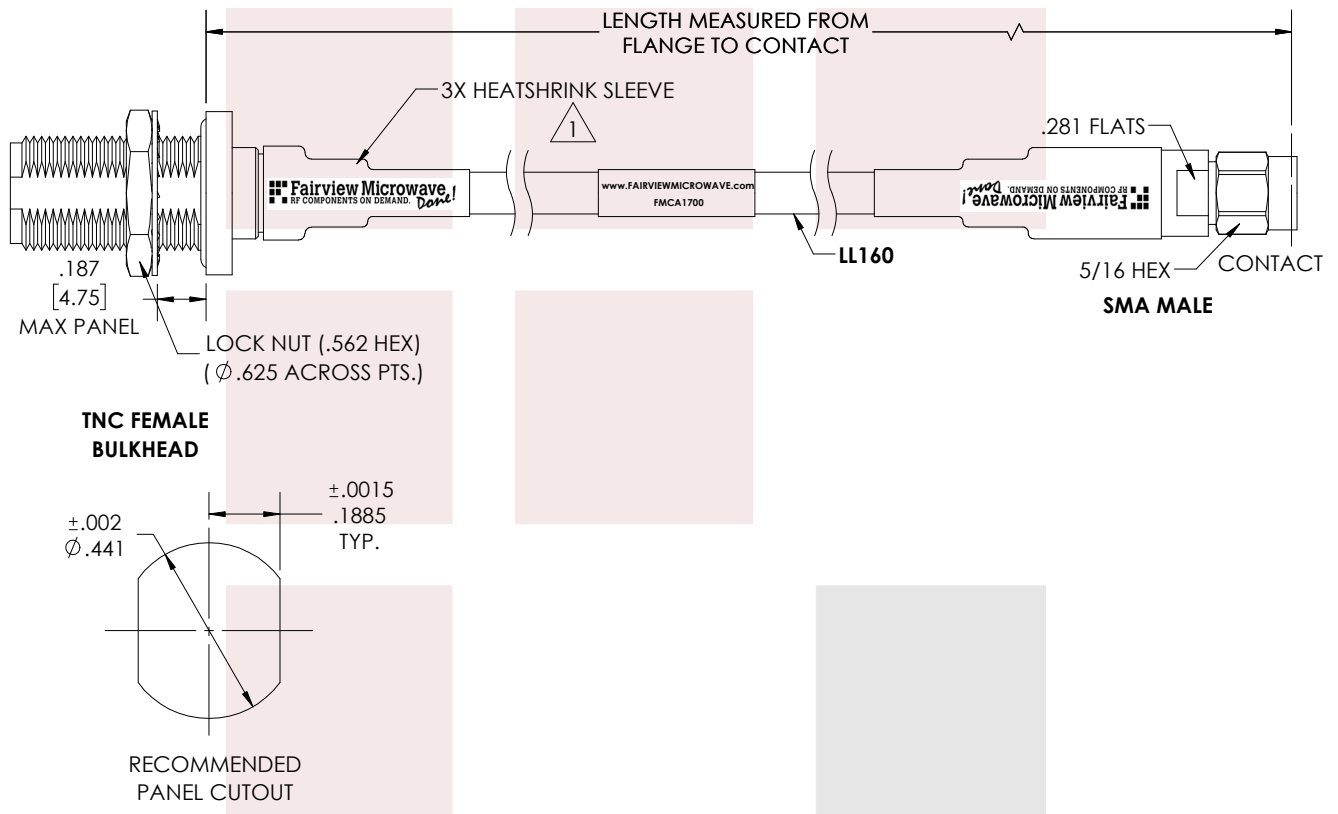 LENGTH MEASURED FROM
FLANGE TO CONTACT
3X HEATSHRINK SLEEVE
1
.281 FLATS
Fairview Microwave
RF COMPONENTS ON DEMAND.
Done!
www.FAIRVIEWMICROWAVE.com
FMCA1700
Fairview Microwave
RF COMPONENTS ON DEMAND.
Done!
LL160
5/16 HEX
CONTACT
SMA MALE
.187
[4.75]
MAX PANEL
LOCK NUT (.562 HEX)
(∅.625 ACROSS PTS.)
TNC FEMALE
BULKHEAD
±.0015
.1885
TYP.
±.002
∅.441
RECOMMENDED
PANEL CUTOUT